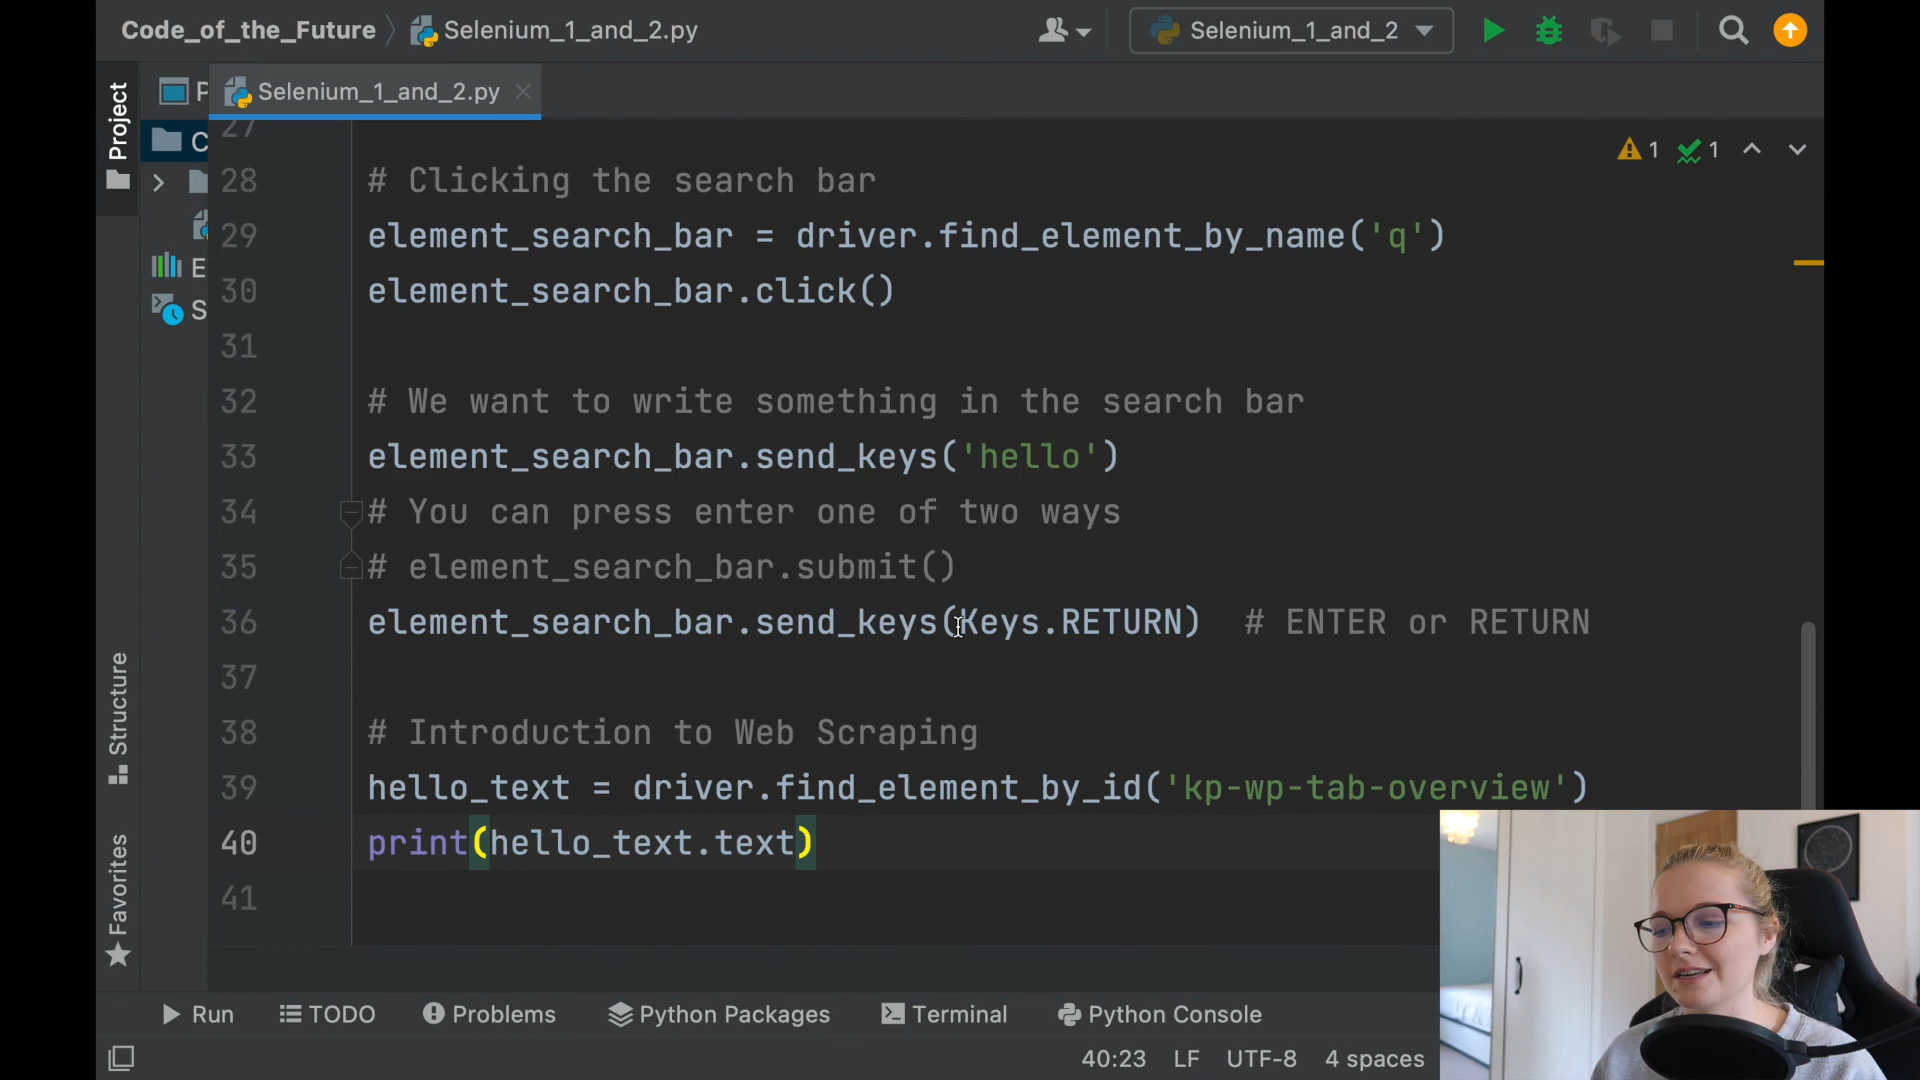 Code_of_the_Future
Selenium_1_and_2.py
Selenium_1_and_2
Project
P
Selenium_1_and_2.py
C
E
S
1
1
27
28 # Clicking the search bar
29 element_search_bar = driver.find_element_by_name('q')
30 element_search_bar.click()
31
32 # We want to write something in the search bar
33 element_search_bar.send_keys('hello')
34 # You can press enter one of two ways
35 # element_search_bar.submit()
36 element_search_bar.send_keys(Keys.RETURN)  # ENTER or RETURN
37
38 # Introduction to Web Scraping
39 hello_text = driver.find_element_by_id('kp-wp-tab-overview')
40 print(hello_text.text)
41
Structure
Favorites
Run
TODO
Problems
Python Packages
Terminal
Python Console
40:23
LF
UTF-8
4 spaces